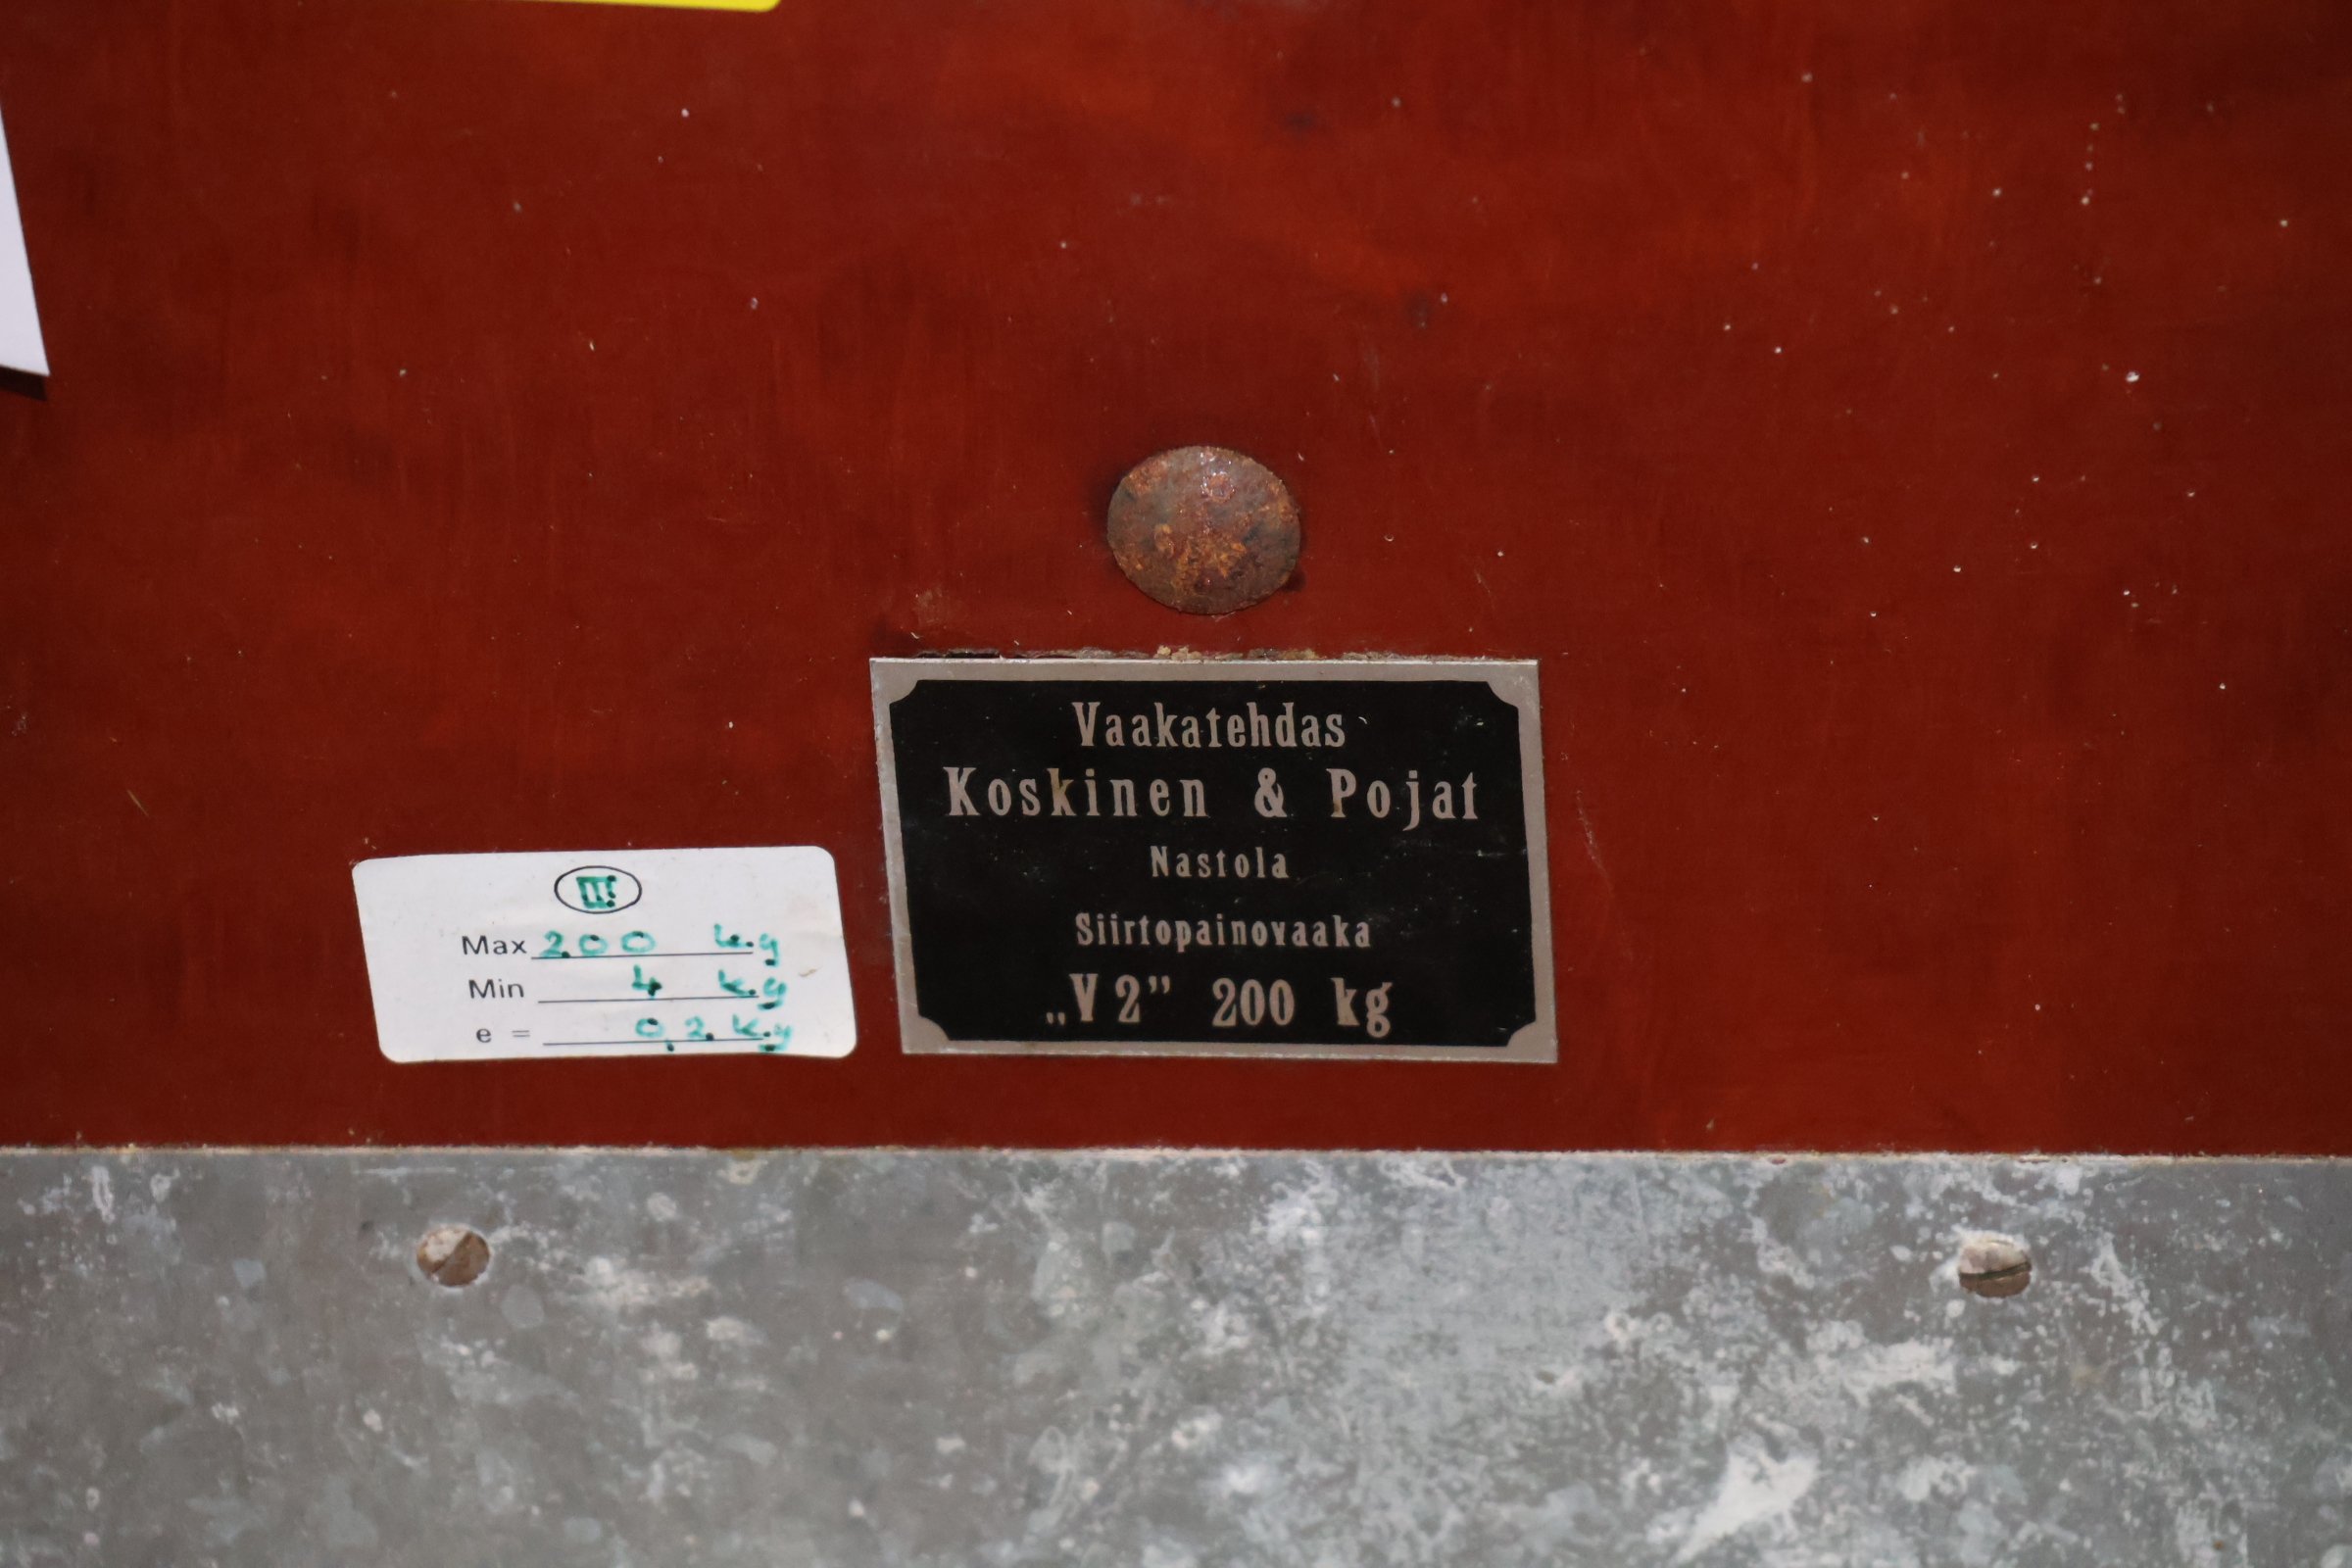 Vaakatehdas
Koskinen & Pojat
Nastola
Siirtopainovaaka
„V2” 200 kg
III
Max 200 kg
Min 4 kg
e = 0,2 kg